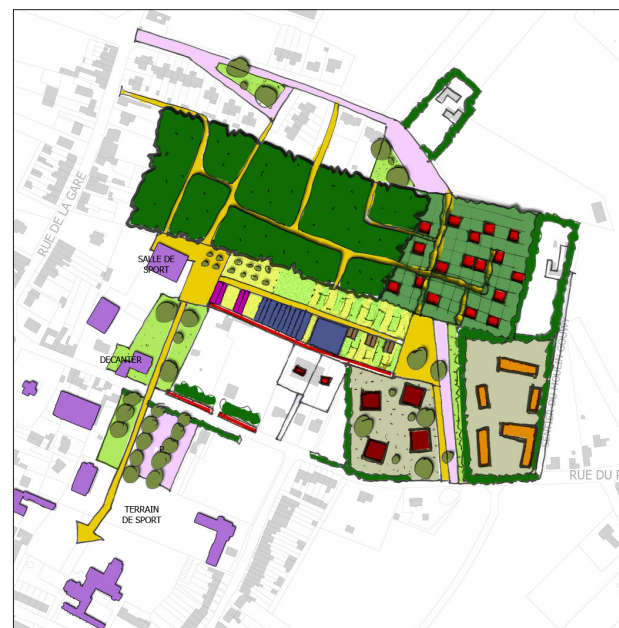 RUE DE LA GARE
SALLE DE
SPORT
DECANTER
P
TERRAIN
DE SPORT
RUE DU